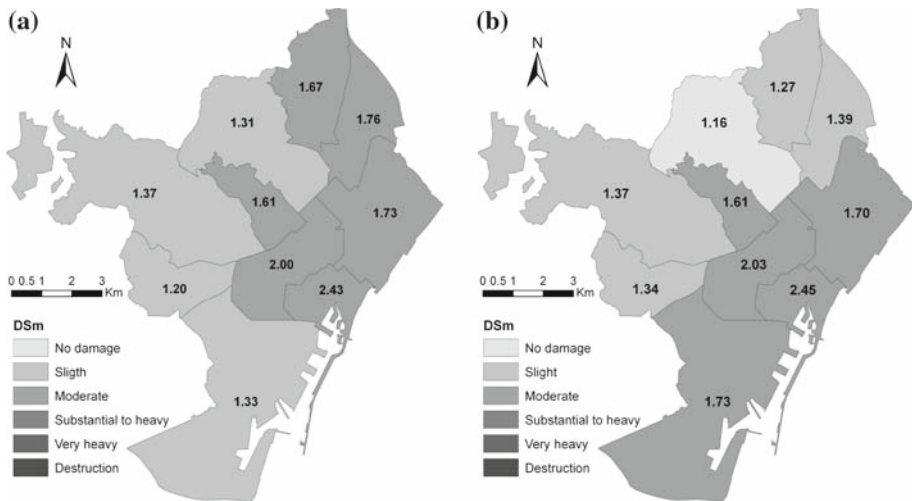 (a)
N
1.67
1.76
1.31
1.37
1.61
1.73
2.00
2.43
1.20
1.33
0 0.5 1 2 3
Km
DSm
No damage
Sligth
Moderate
Substantial to heavy
Very heavy
Destruction
(b)
N
1.27
1.39
1.16
1.37
1.61
1.70
2.03
2.45
1.34
1.73
0 0.5 1 2 3
Km
DSm
No damage
Slight
Moderate
Substantial to heavy
Very heavy
Destruction